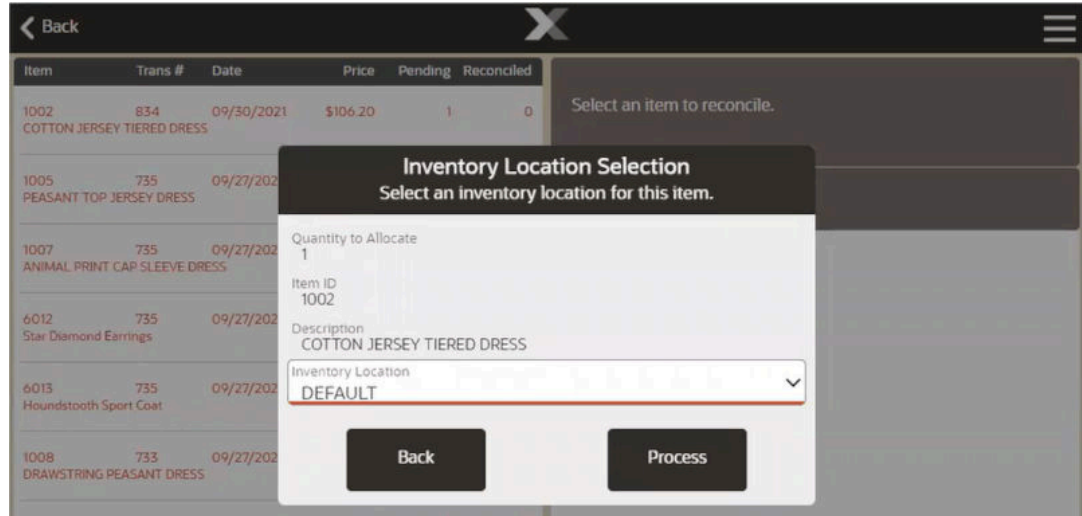 Back
Item Trans # Date Price Pending Reconciled
1002 834 09/30/2021 $106.20 1 0
COTTON JERSEY TIERED DRESS
Select an item to reconcile.
1005 735 09/27/202
PEASANT TOP JERSEY DRESS
1007 735 09/27/202
ANIMAL PRINT CAP SLEEVE DRESS
6012 735 09/27/202
Star Diamond Earrings
6013 735 09/27/202
Houndstooth Sport Coat
1008 733 09/27/202
DRAWSTRING PEASANT DRESS
Inventory Location Selection
Select an inventory location for this item.
Quantity to Allocate
1
Item ID
1002
Description
COTTON JERSEY TIERED DRESS
Inventory Location
DEFAULT
Back Process